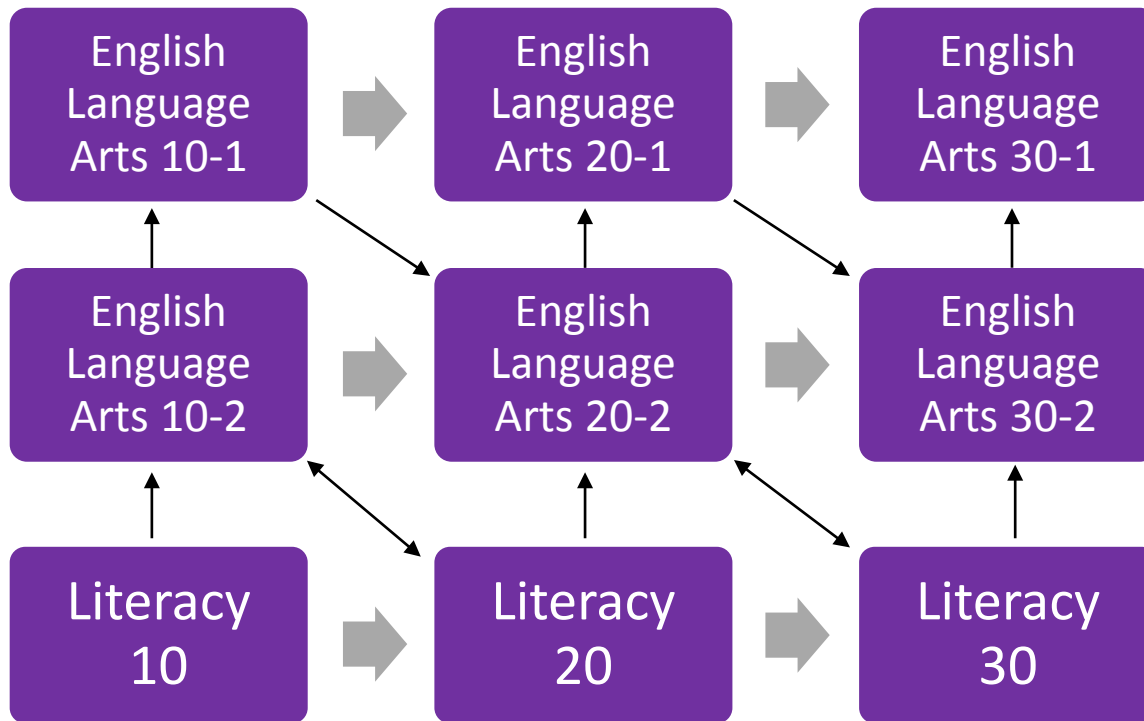 English
Language
Arts 10-1
English
Language
Arts 20-1
English
Language
Arts 30-1
English
Language
Arts 10-2
English
Language
Arts 20-2
English
Language
Arts 30-2
Literacy
10
Literacy
20
Literacy
30